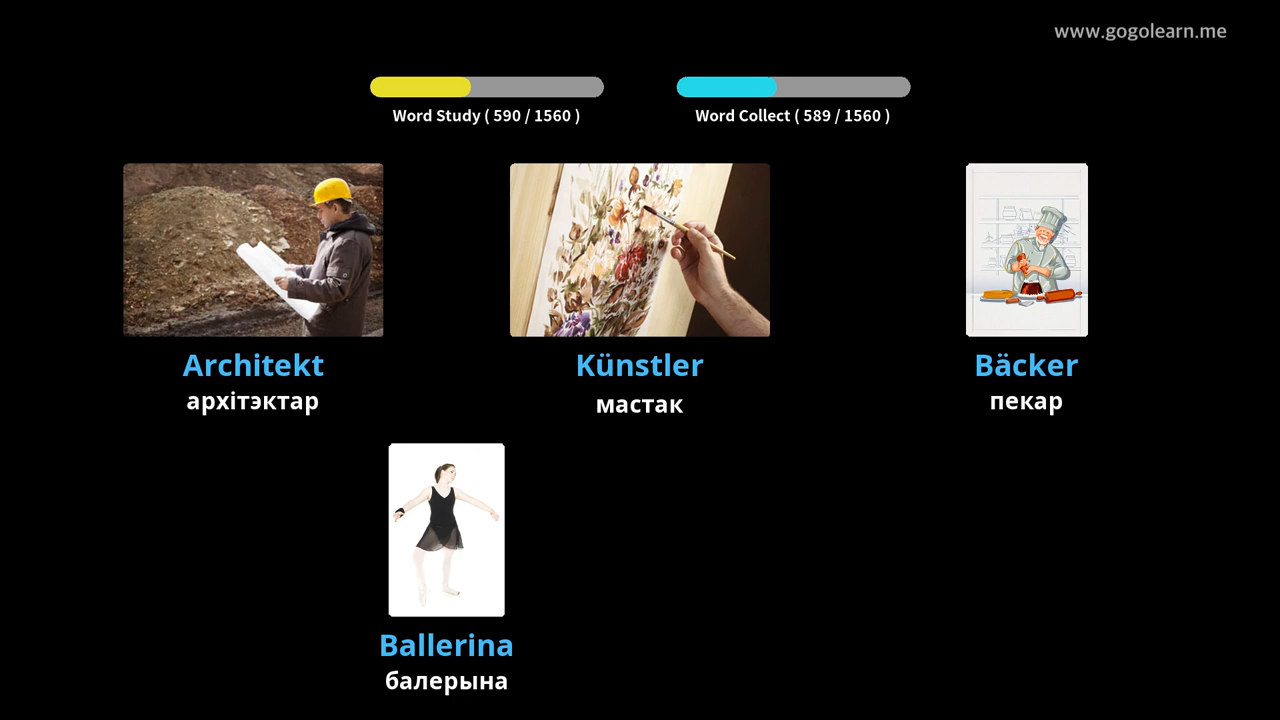 www.gogolearn.me
Word Study ( 590 / 1560 )
Word Collect ( 589 / 1560 )
Architekt
архітэктар
Künstler
мастак
Bäcker
пекар
Ballerina
балерына